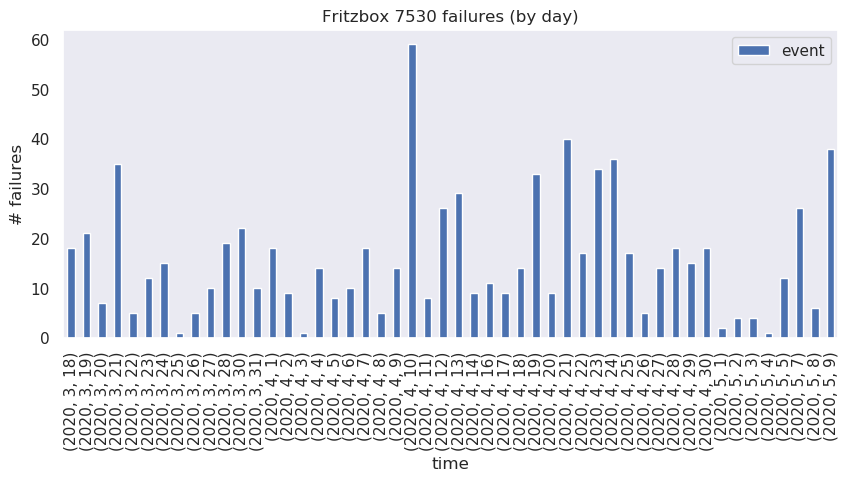 Fritzbox 7530 failures (by day)
event
# failures
60
50
40
30
20
10
0
(2020, 3, 18)
(2020, 3, 19)
(2020, 3, 20)
(2020, 3, 21)
(2020, 3, 22)
(2020, 3, 23)
(2020, 3, 24)
(2020, 3, 25)
(2020, 3, 26)
(2020, 3, 27)
(2020, 3, 28)
(2020, 3, 30)
(2020, 3, 31)
(2020, 4, 1)
(2020, 4, 2)
(2020, 4, 3)
(2020, 4, 4)
(2020, 4, 5)
(2020, 4, 6)
(2020, 4, 7)
(2020, 4, 8)
(2020, 4, 9)
(2020, 4, 10)
(2020, 4, 11)
(2020, 4, 12)
(2020, 4, 13)
(2020, 4, 14)
(2020, 4, 16)
(2020, 4, 17)
(2020, 4, 18)
(2020, 4, 19)
(2020, 4, 20)
(2020, 4, 21)
(2020, 4, 22)
(2020, 4, 23)
(2020, 4, 24)
(2020, 4, 25)
(2020, 4, 26)
(2020, 4, 27)
(2020, 4, 28)
(2020, 4, 29)
(2020, 4, 30)
(2020, 5, 1)
(2020, 5, 2)
(2020, 5, 3)
(2020, 5, 4)
(2020, 5, 5)
(2020, 5, 7)
(2020, 5, 8)
(2020, 5, 9)
time